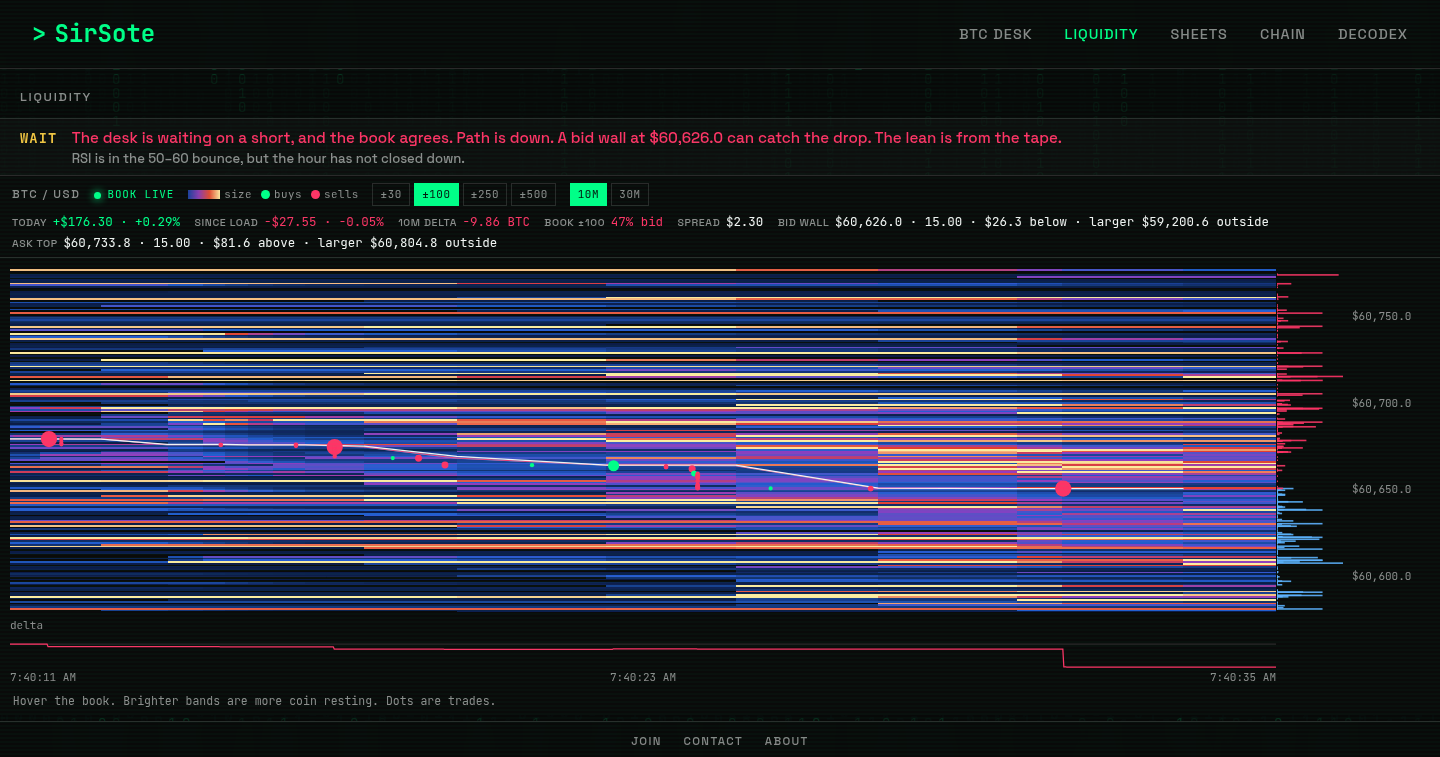 > SirSote
BTC DESK LIQUIDITY SHEETS CHAIN DECODEX
LIQUIDITY
WAIT The desk is waiting on a short, and the book agrees. Path is down. A bid wall at $60,626.0 can catch the drop. The lean is from the tape.
RSI is in the 50–60 bounce, but the hour has not closed down.
BTC / USD BOOK LIVE size buys sells ±30 ±100 ±250 ±500 10M 30M
TODAY +$176.30 · +0.29% SINCE LOAD -$27.55 · -0.05% 10M DELTA -9.86 BTC BOOK ±100 47% bid SPREAD $2.30 BID WALL $60,626.0 · 15.00 · $26.3 below · larger $59,200.6 outside
ASK TOP $60,733.8 · 15.00 · $81.6 above · larger $60,804.8 outside
$60,750.0
$60,700.0
$60,650.0
$60,600.0
delta
7:40:11 AM 7:40:23 AM 7:40:35 AM
Hover the book. Brighter bands are more coin resting. Dots are trades.
JOIN CONTACT ABOUT